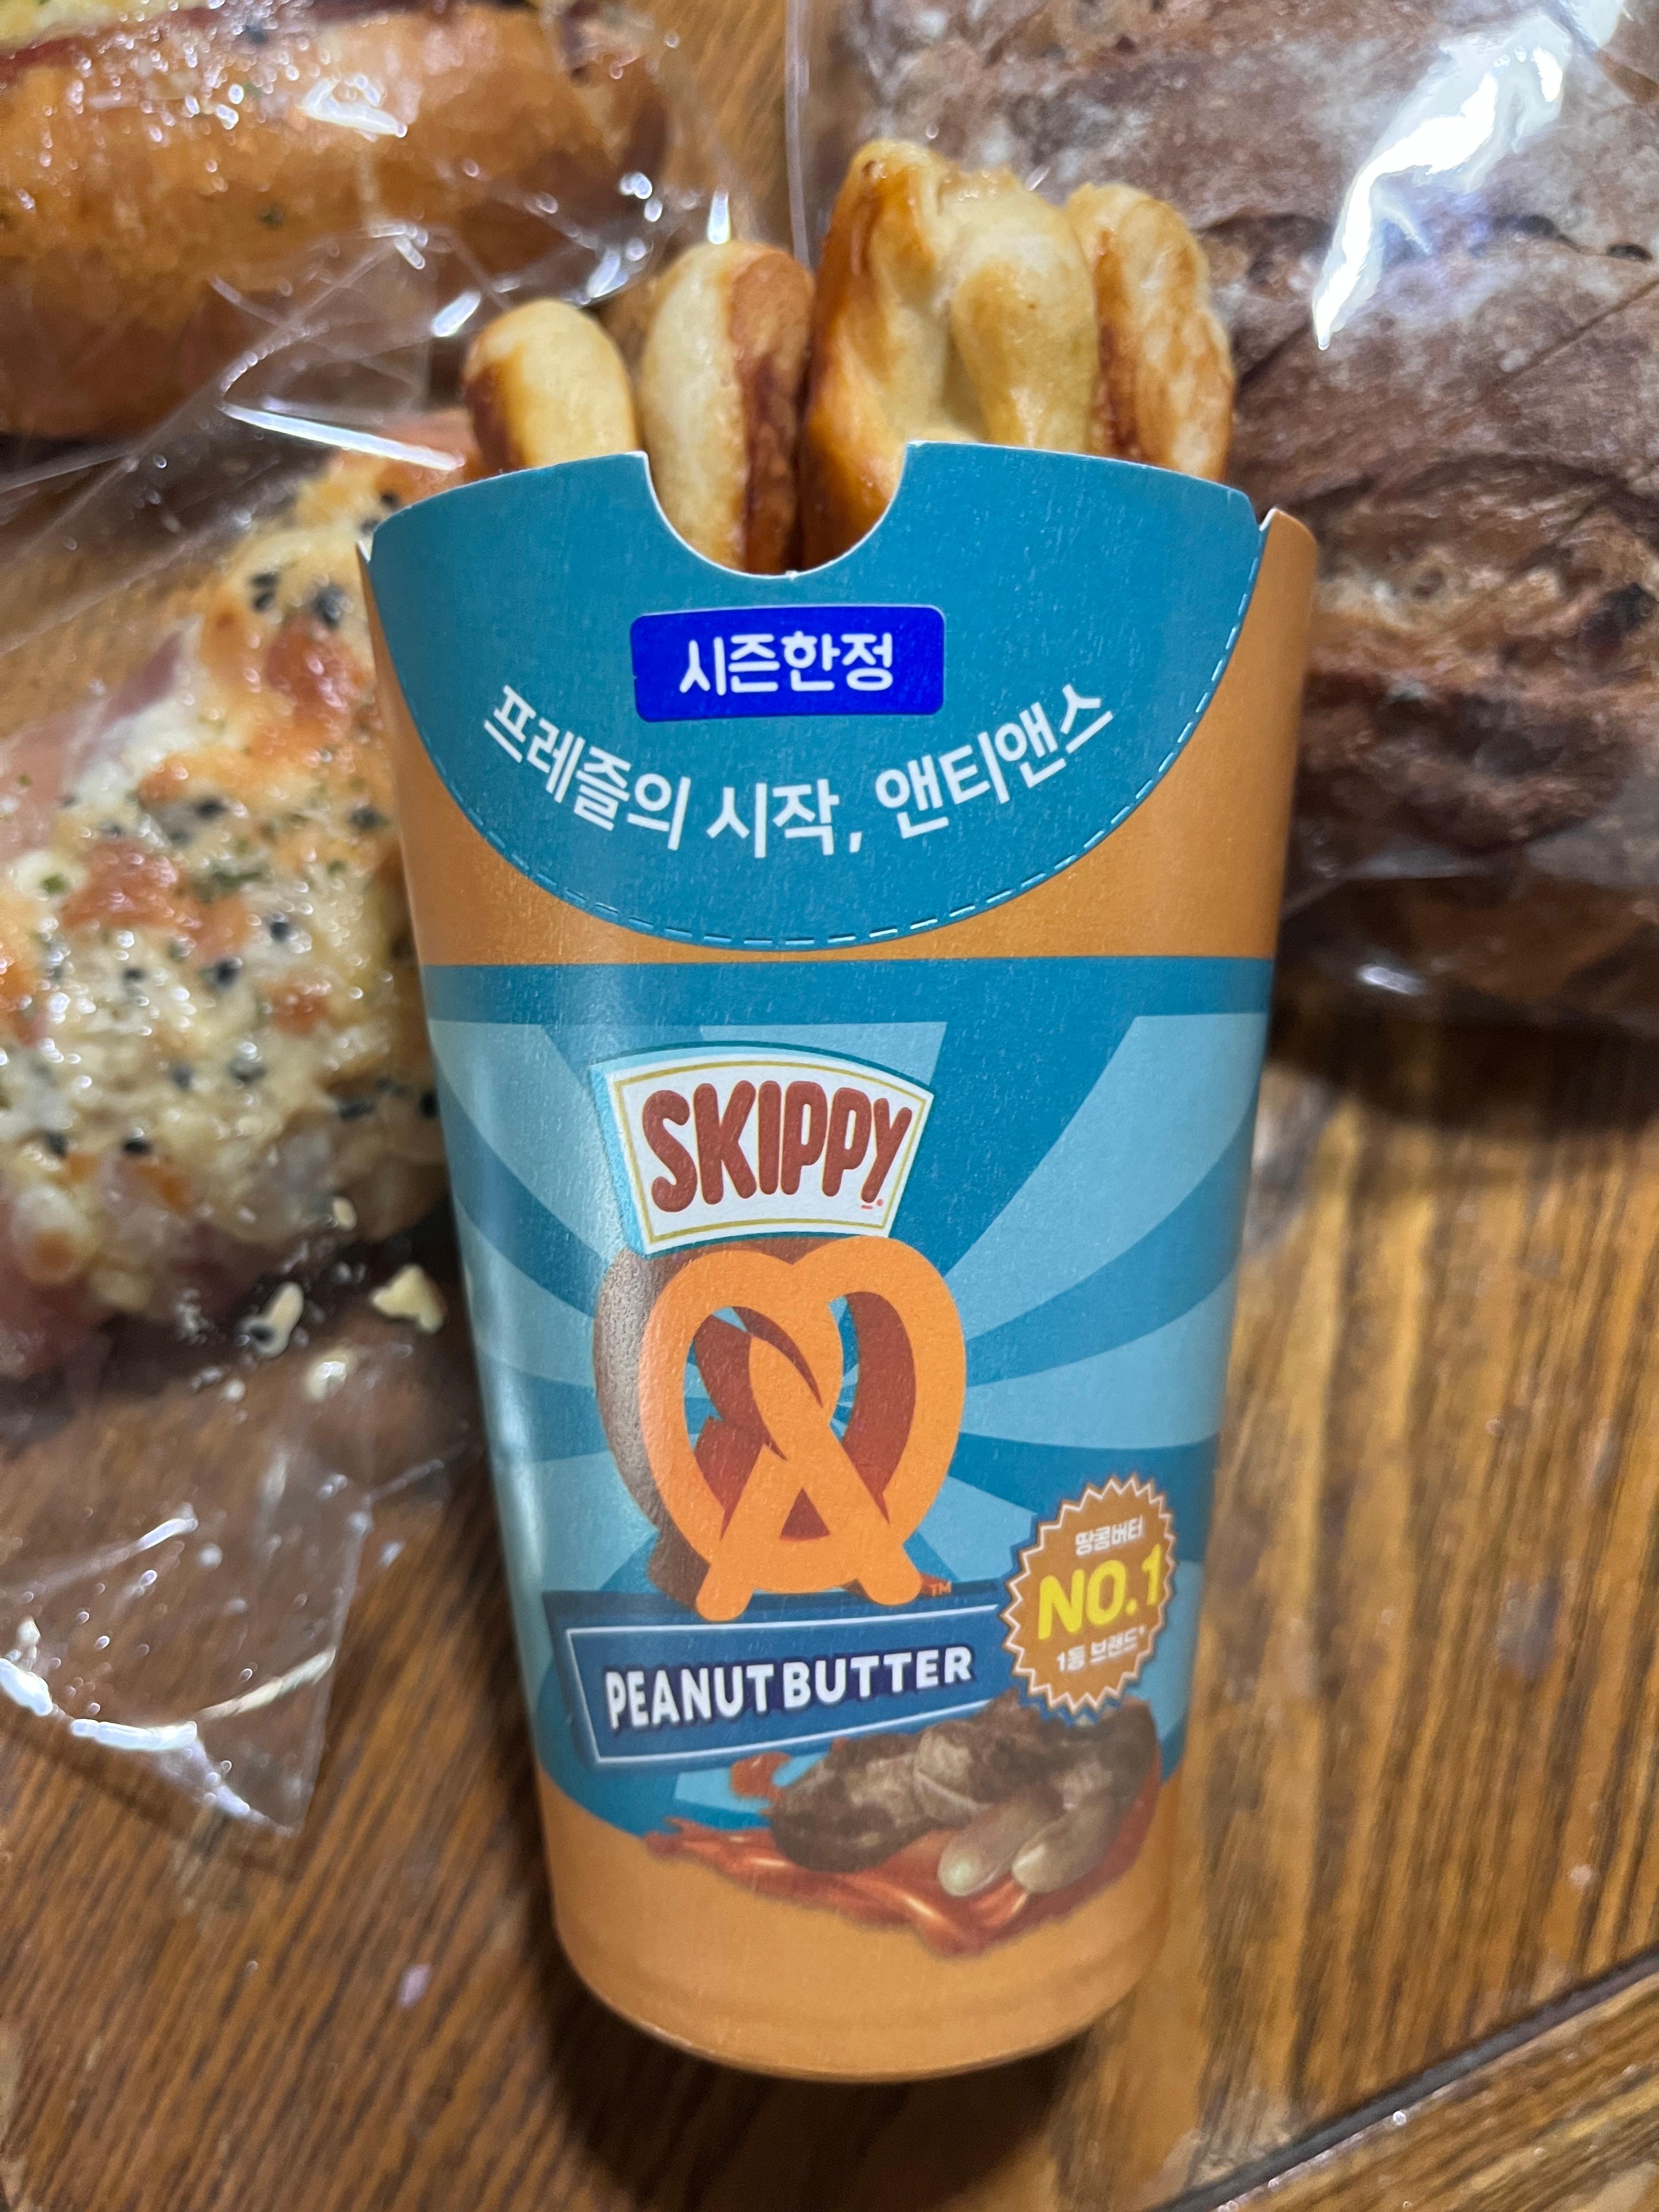 시즌한정
프레즐의 시작, 앤티앤스
SKIPPY
TM
PEANUT BUTTER
땅콩버터
NO.1
1등 브랜드*